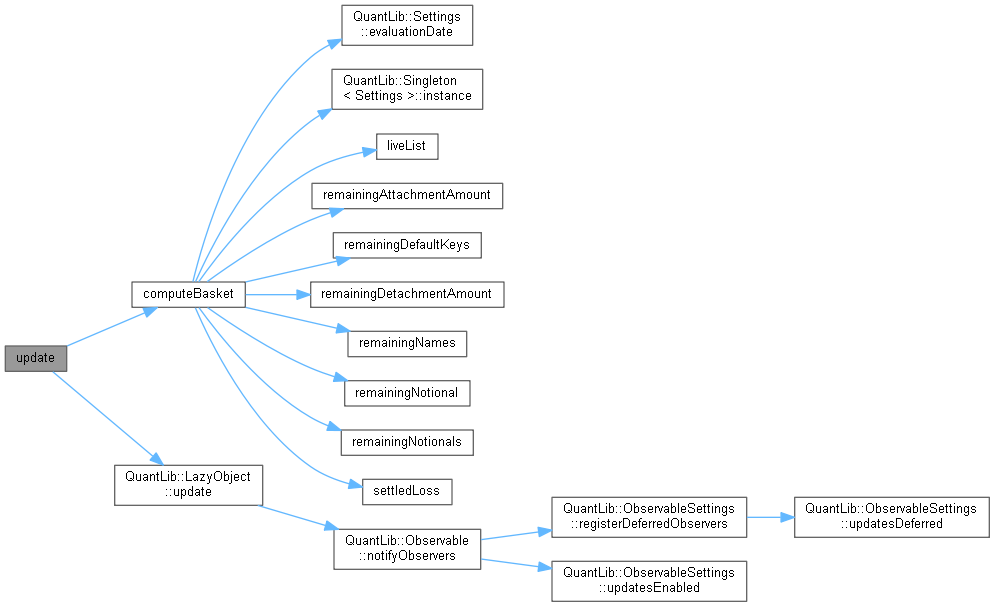 QuantLib::Settings
::evaluationDate
QuantLib::Singleton
< Settings >::instance
liveList
remainingAttachmentAmount
remainingDefaultKeys
computeBasket
remainingDetachmentAmount
remainingNames
update
remainingNotional
remainingNotionals
QuantLib::LazyObject
::update
settledLoss
QuantLib::Observable
::notifyObservers
QuantLib::ObservableSettings
::registerDeferredObservers
QuantLib::ObservableSettings
::updatesDeferred
QuantLib::ObservableSettings
::updatesEnabled